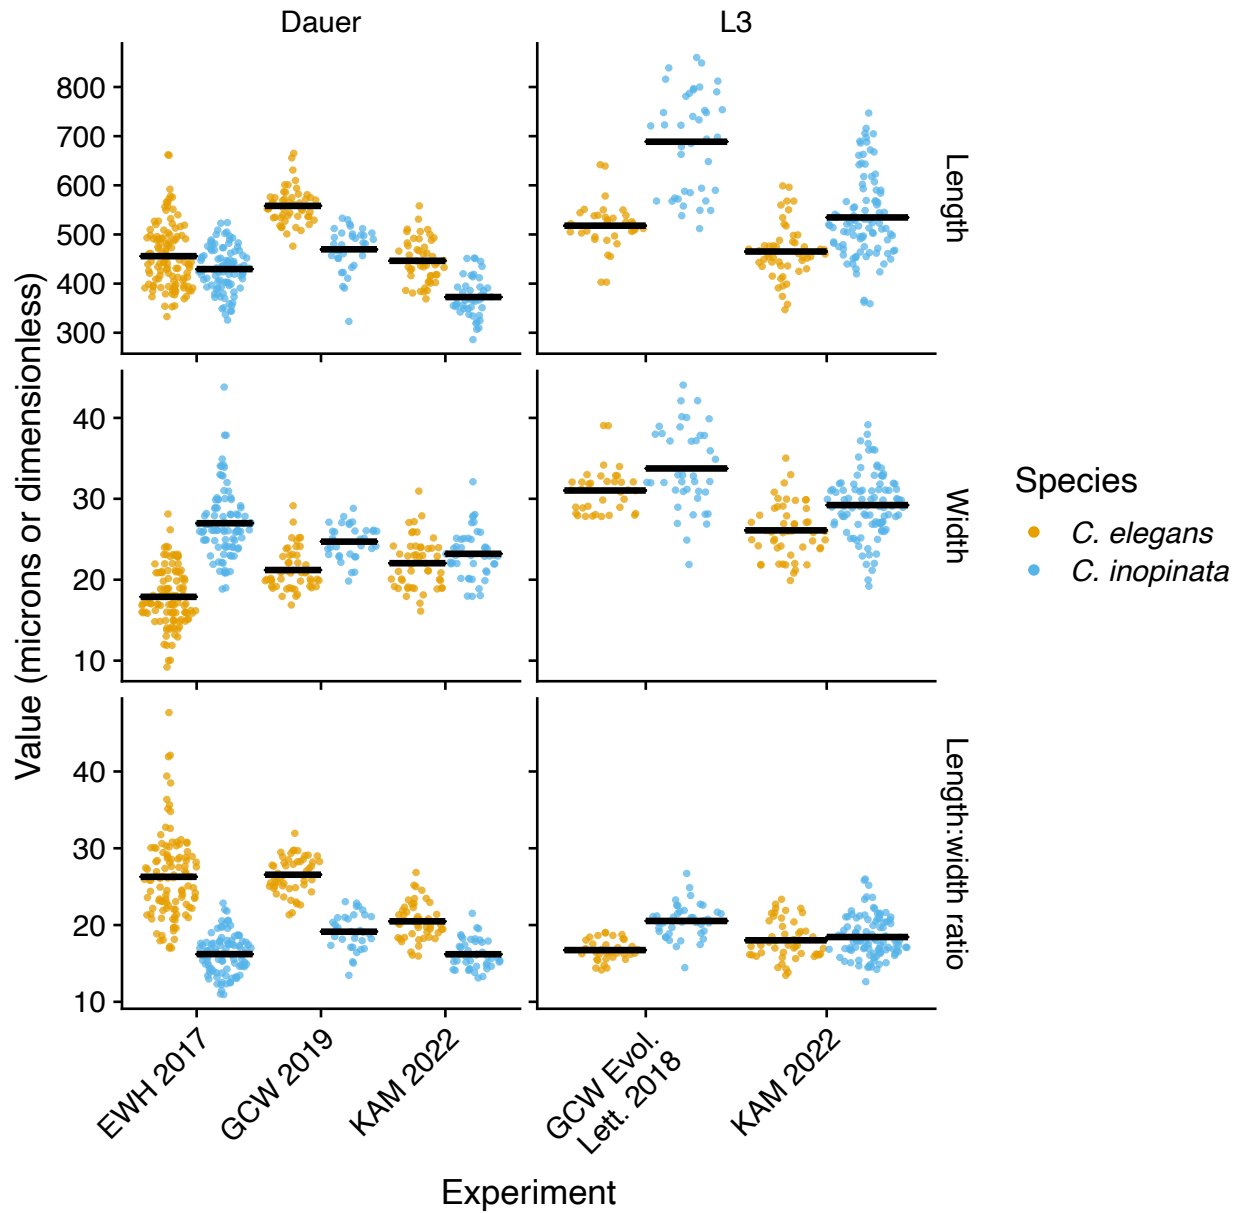 Dauer
L3
Value (microns or dimensionless)
800
700
600
500
400
300
Length
40
30
20
10
Width
40
30
20
10
Length:width ratio
EWH 2017
GCW 2019
KAM 2022
GCW Evol.
Lett. 2018
KAM 2022
Experiment
Species
C. elegans
C. inopinata